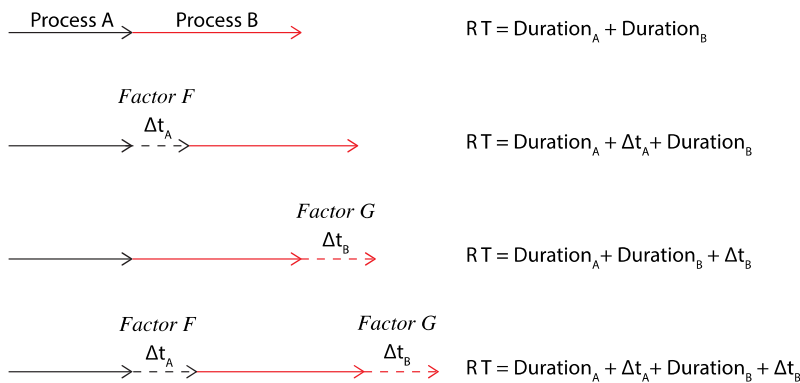 Process A Process B RT = Duration_A + Duration_B
Factor F
Δt_A RT = Duration_A + Δt_A + Duration_B
Factor G
Δt_B RT = Duration_A + Duration_B + Δt_B
Factor F Factor G
Δt_A Δt_B RT = Duration_A + Δt_A + Duration_B + Δt_B